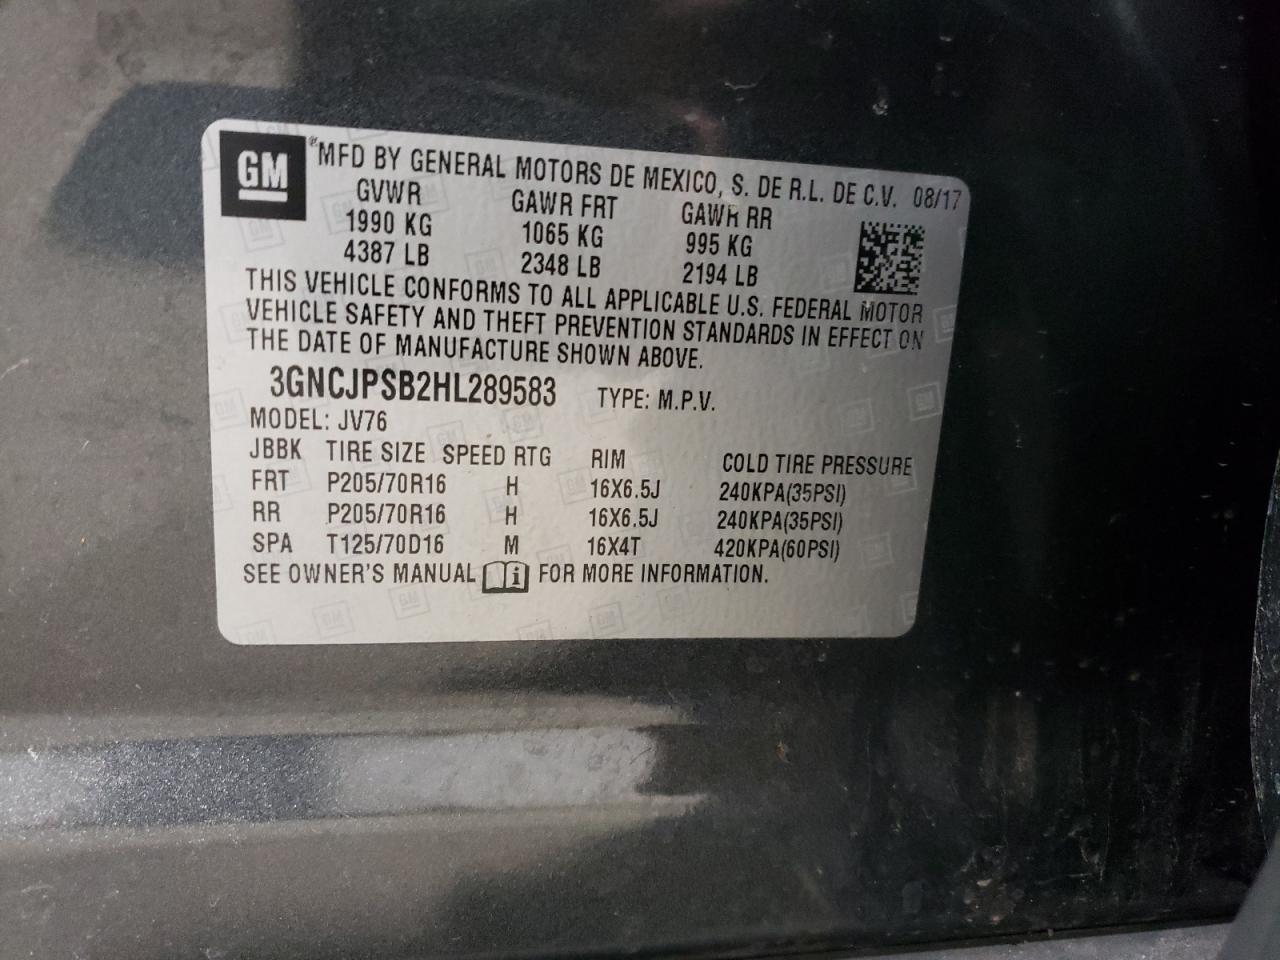 GM ®MFD BY GENERAL MOTORS DE MEXICO, S. DE R.L. DE C.V. 08/17
GVWR GAWR FRT GAWR RR
1990 KG 1065 KG 995 KG
4387 LB 2348 LB 2194 LB
THIS VEHICLE CONFORMS TO ALL APPLICABLE U.S. FEDERAL MOTOR
VEHICLE SAFETY AND THEFT PREVENTION STANDARDS IN EFFECT ON
THE DATE OF MANUFACTURE SHOWN ABOVE.
3GNCJPSB2HL289583 TYPE: M.P.V.
MODEL: JV76
JBBK TIRE SIZE SPEED RTG RIM COLD TIRE PRESSURE
FRT P205/70R16 H 16X6.5J 240KPA(35PSI)
RR P205/70R16 H 16X6.5J 240KPA(35PSI)
SPA T125/70D16 M 16X4T 420KPA(60PSI)
SEE OWNER'S MANUAL i FOR MORE INFORMATION.